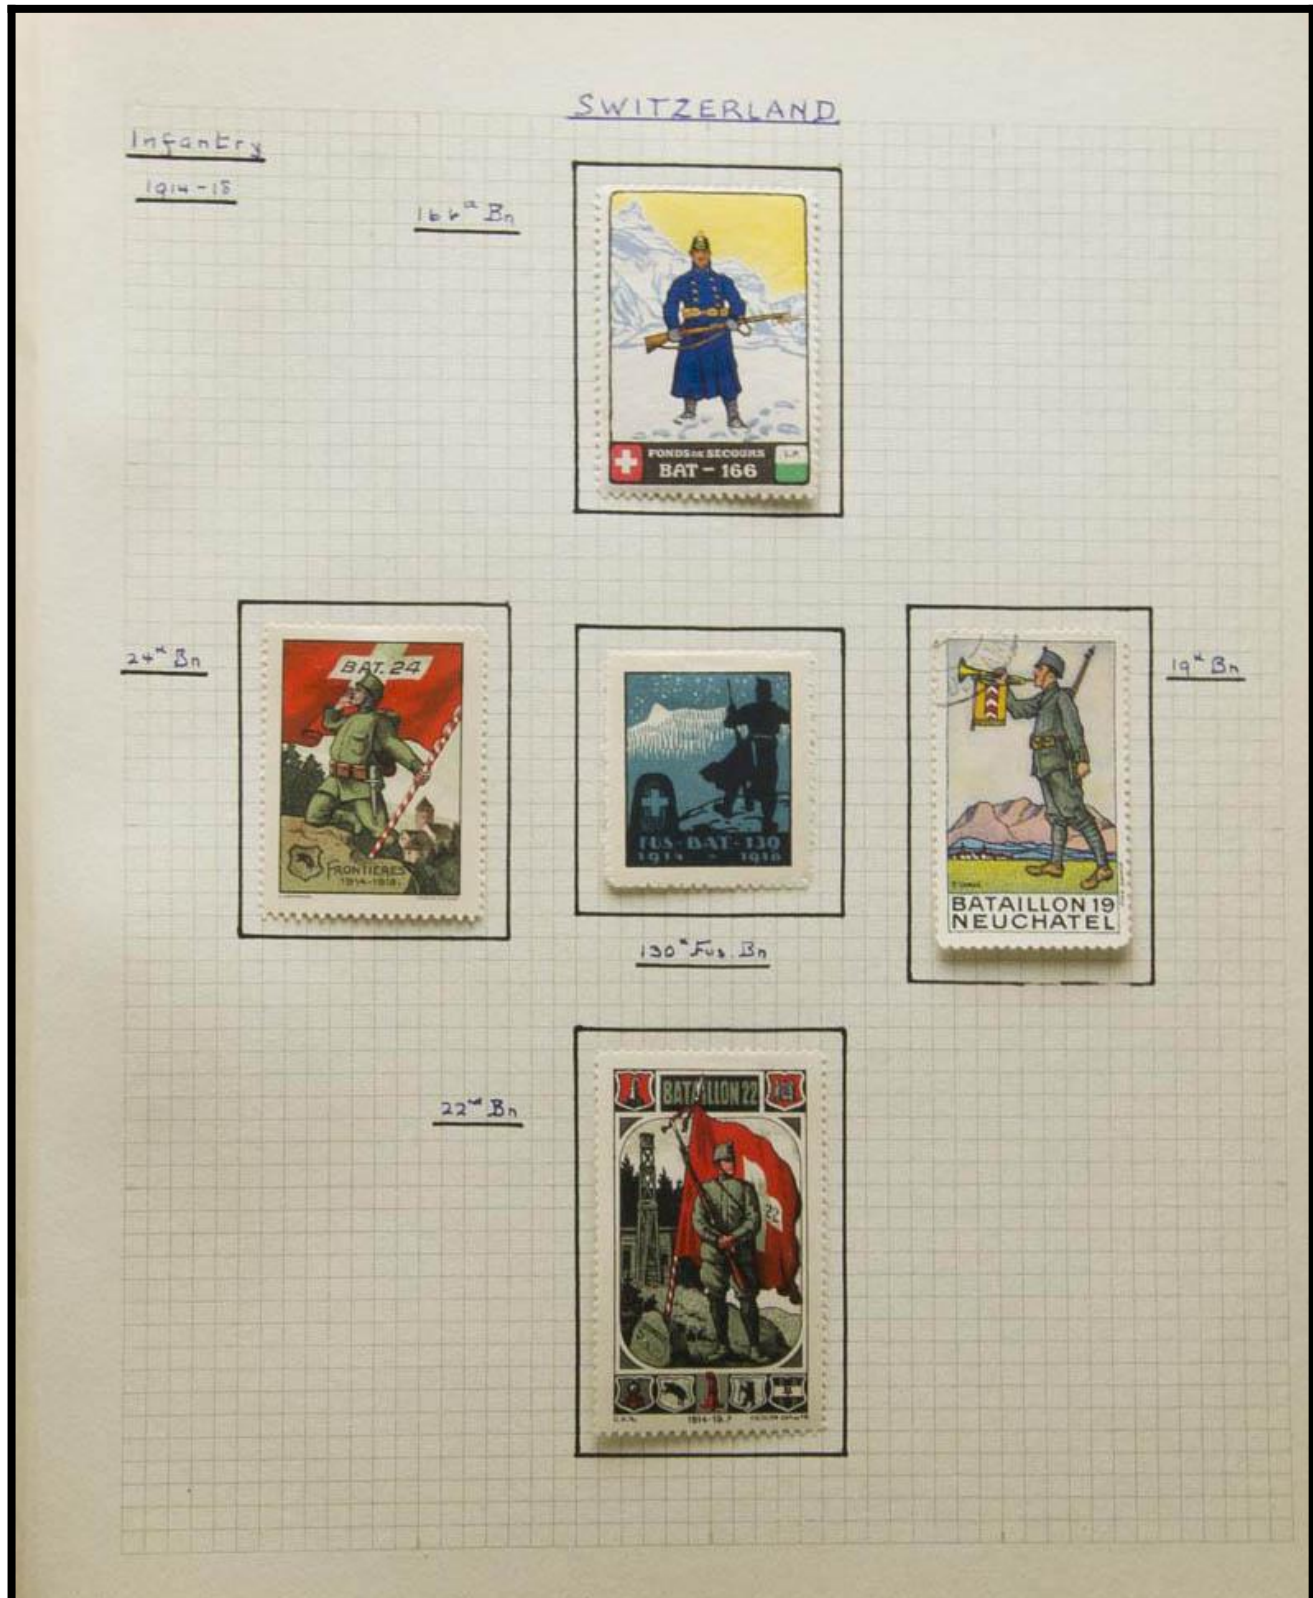 SWITZERLAND
Infantry
1914-18
166th Bn
FONDS DE SECOURS
BAT - 166
L.P.
24th Bn
BAT. 24
FRONTIERES
1914-1918.
FUS-BAT-130
1914 - 1918
130th Fus. Bn
19th Bn
BATAILLON 19
NEUCHATEL
22nd Bn
BATAILLON 22
22